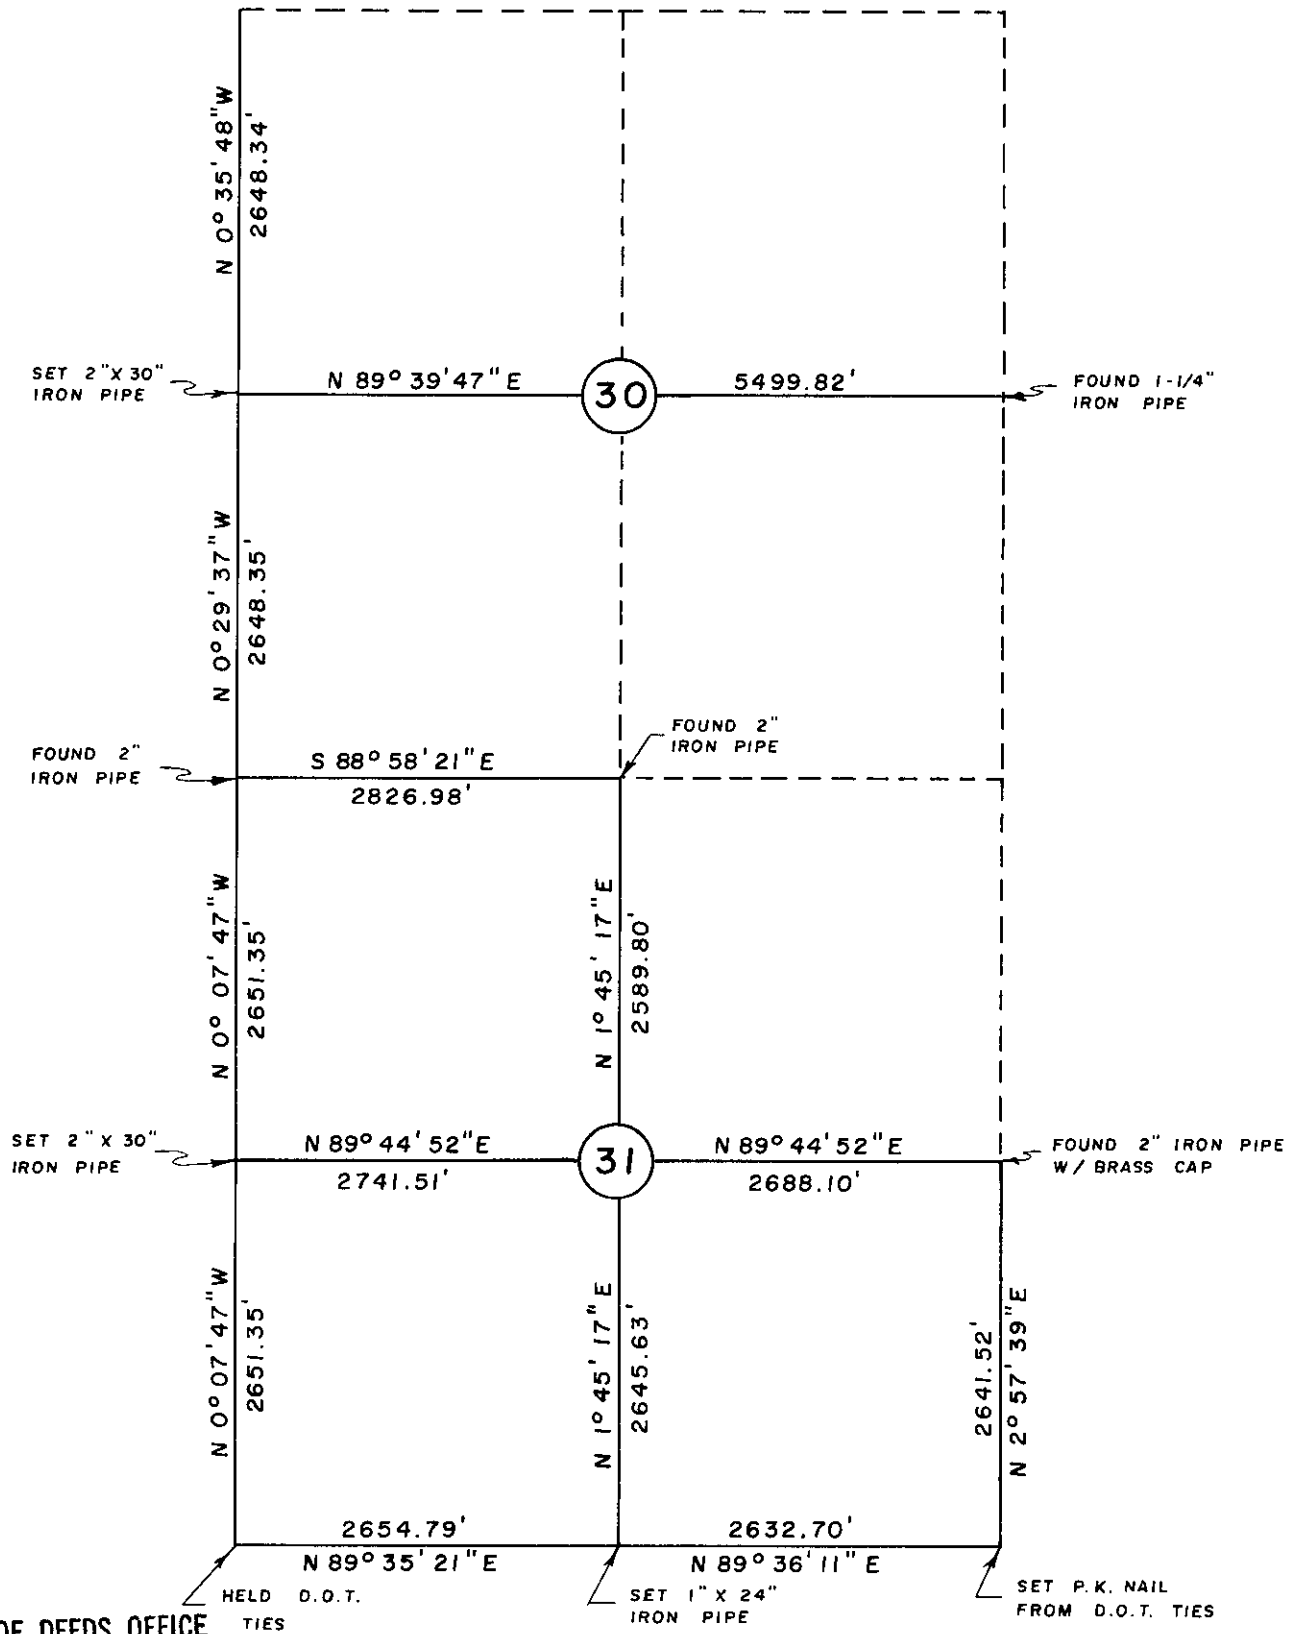 N 0° 35' 48"W
2648.34'
SET 2"X 30"
IRON PIPE
N 89° 39' 47" E
30
5499.82'
FOUND 1-1/4"
IRON PIPE
N 0° 29' 37" W
2648.35'
FOUND 2"
IRON PIPE
S 88° 58' 21" E
2826.98'
FOUND 2"
IRON PIPE
N 0° 07' 47" W
2651.35'
N 1° 45' 17" E
2589.80'
SET 2" X 30"
IRON PIPE
N 89° 44' 52" E
2741.51'
31
N 89° 44' 52" E
2688.10'
FOUND 2" IRON PIPE
W/ BRASS CAP
N 0° 07' 47" W
2651.35'
N 1° 45' 17" E
2645.63'
2641.52'
N 2° 57' 39" E
2654.79'
N 89° 35' 21" E
2632.70'
N 89° 36' 11" E
HELD D.O.T.
TIES
SET 1" X 24"
IRON PIPE
SET P.K. NAIL
FROM D.O.T. TIES
OF DEEDS OFFICE